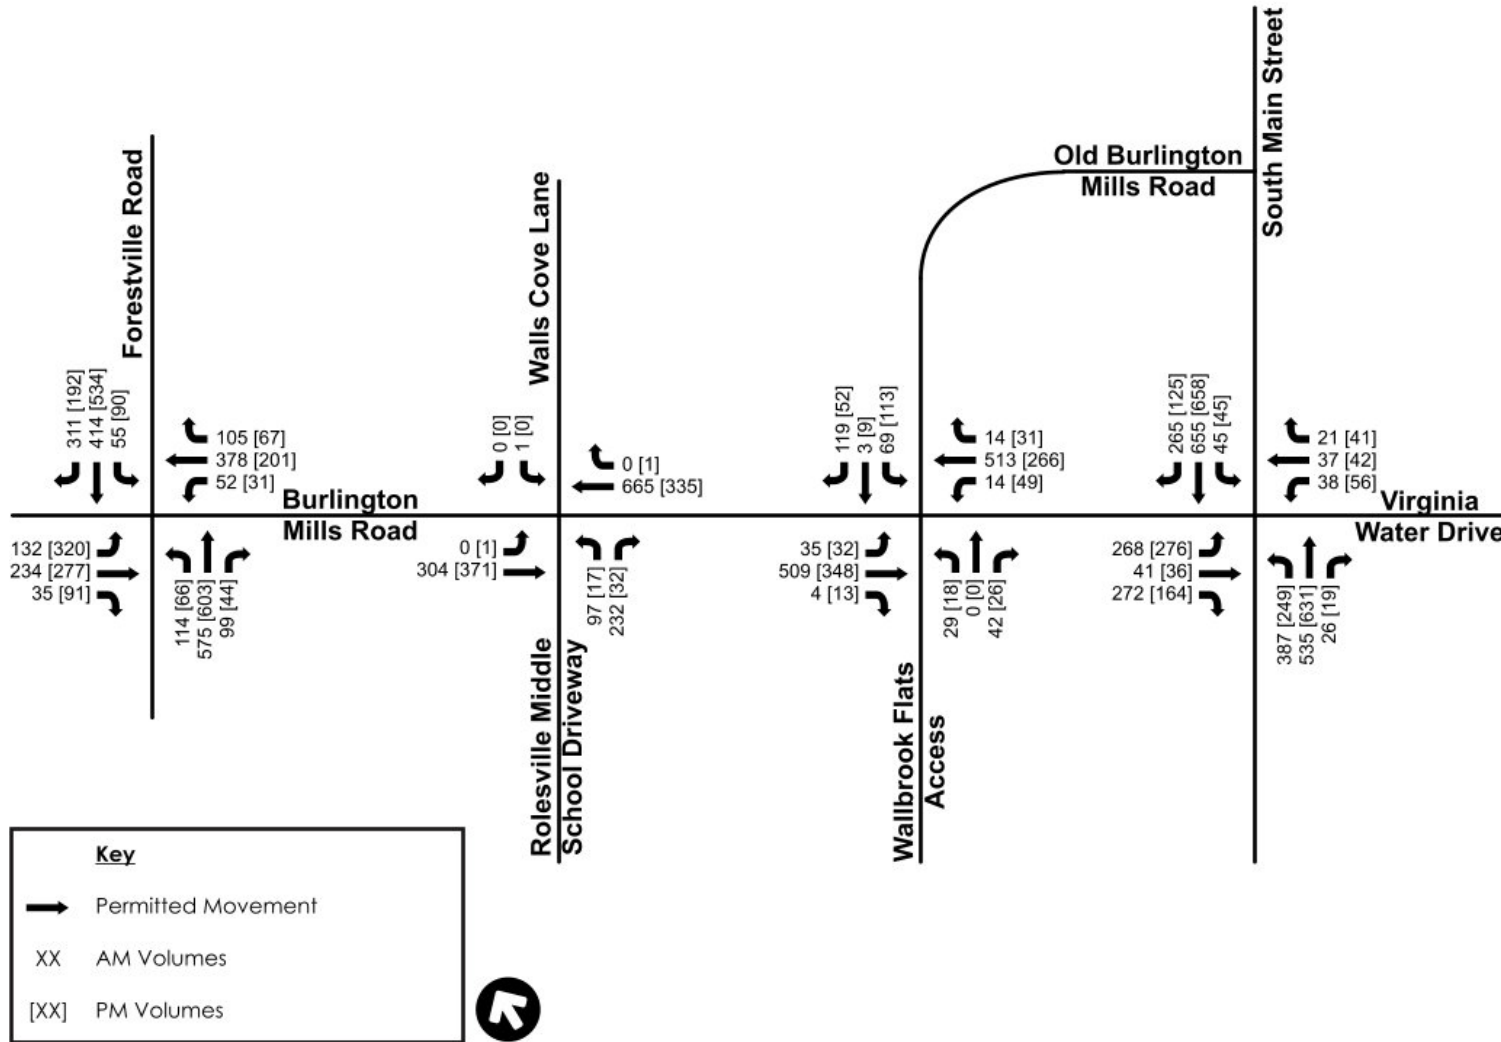 South Main Street
Old Burlington
Mills Road
Forestville Road
Walls Cove Lane
311 [192]
414 [534]
55 [90]
105 [67]
378 [201]
52 [31]
0 [0]
1 [0]
0 [1]
665 [335]
119 [52]
3 [9]
69 [113]
14 [31]
513 [266]
14 [49]
265 [125]
655 [658]
45 [45]
21 [41]
37 [42]
38 [56]
Burlington
Mills Road
Virginia
Water Drive
132 [320]
234 [277]
35 [91]
114 [66]
575 [603]
99 [44]
0 [1]
304 [371]
97 [17]
232 [32]
35 [32]
509 [348]
4 [13]
29 [18]
0 [0]
42 [26]
268 [276]
41 [36]
272 [164]
387 [249]
535 [631]
26 [19]
Rolesville Middle
School Driveway
Wallbrook Flats
Access
Key
Permitted Movement
XX AM Volumes
[XX] PM Volumes